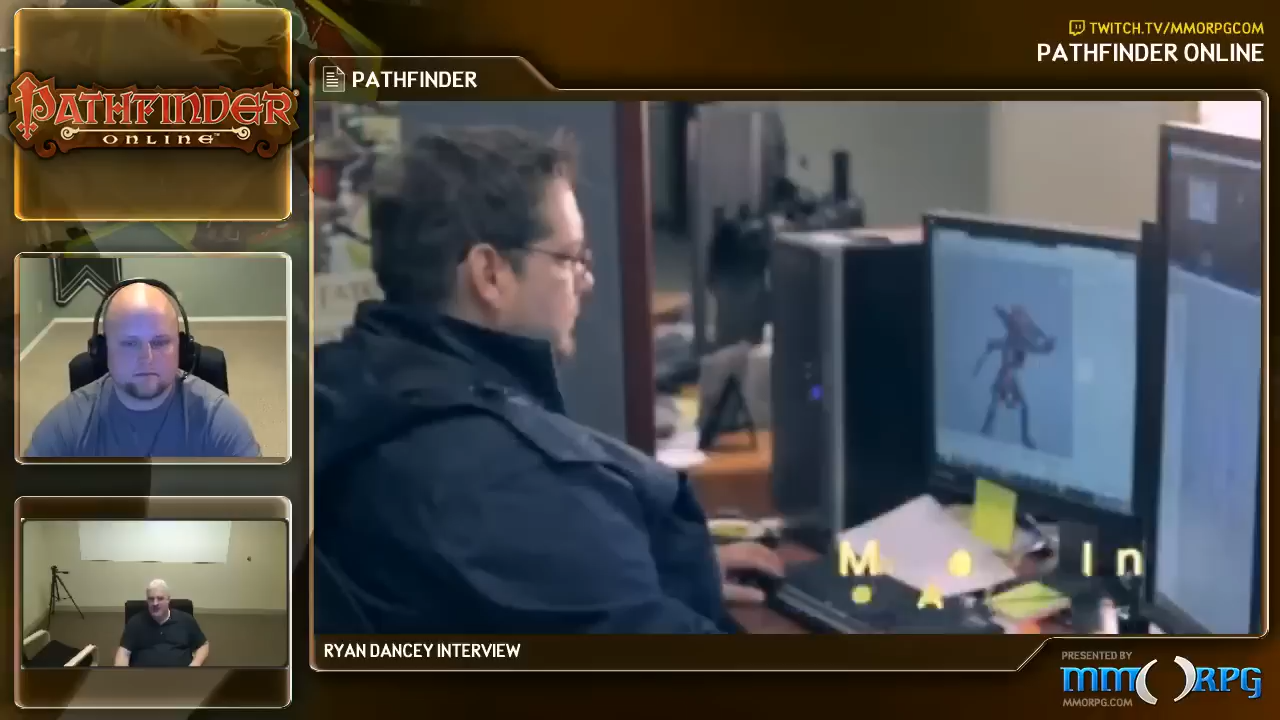 TWITCH.TV/MMORPGCOM
PATHFINDER ONLINE
PATHFINDER
PATHFINDER
ONLINE
RYAN DANCEY INTERVIEW
PRESENTED BY
MMORPG
MMORPG.COM